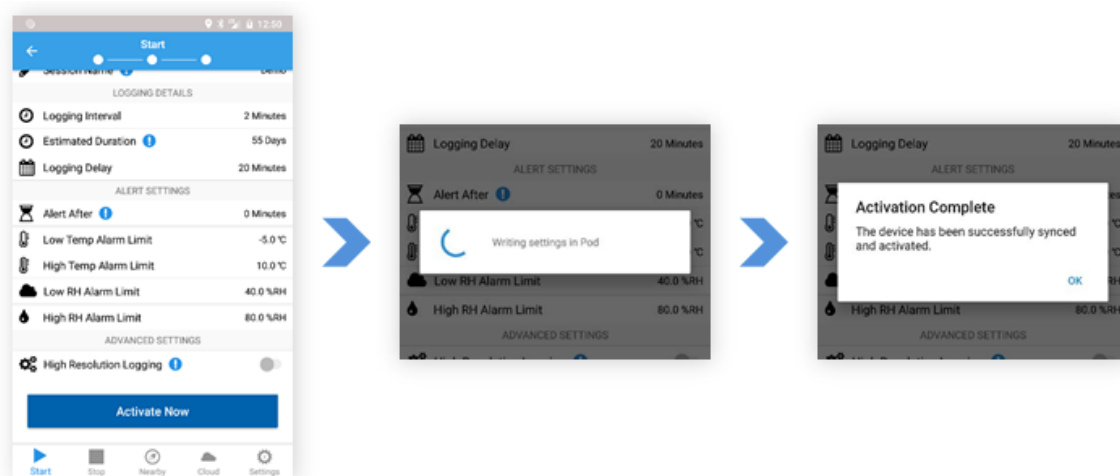 12:50
Start
Session Name
Demo
LOGGING DETAILS
Logging Interval 2 Minutes
Estimated Duration 55 Days
Logging Delay 20 Minutes
ALERT SETTINGS
Alert After 0 Minutes
Low Temp Alarm Limit -5.0 °C
High Temp Alarm Limit 10.0 °C
Low RH Alarm Limit 40.0 %RH
High RH Alarm Limit 80.0 %RH
ADVANCED SETTINGS
High Resolution Logging
Activate Now
Start Stop Nearby Cloud Settings
Logging Delay 20 Minutes
ALERT SETTINGS
Alert After 0 Minutes
°C
Writing settings in Pod
°C
Low RH Alarm Limit 40.0 %RH
High RH Alarm Limit 80.0 %RH
ADVANCED SETTINGS
Logging Delay 20 Minutes
ALERT SETTINGS
Activation Complete
The device has been successfully synced
and activated.
OK
High RH Alarm Limit 80.0 %RH
ADVANCED SETTINGS